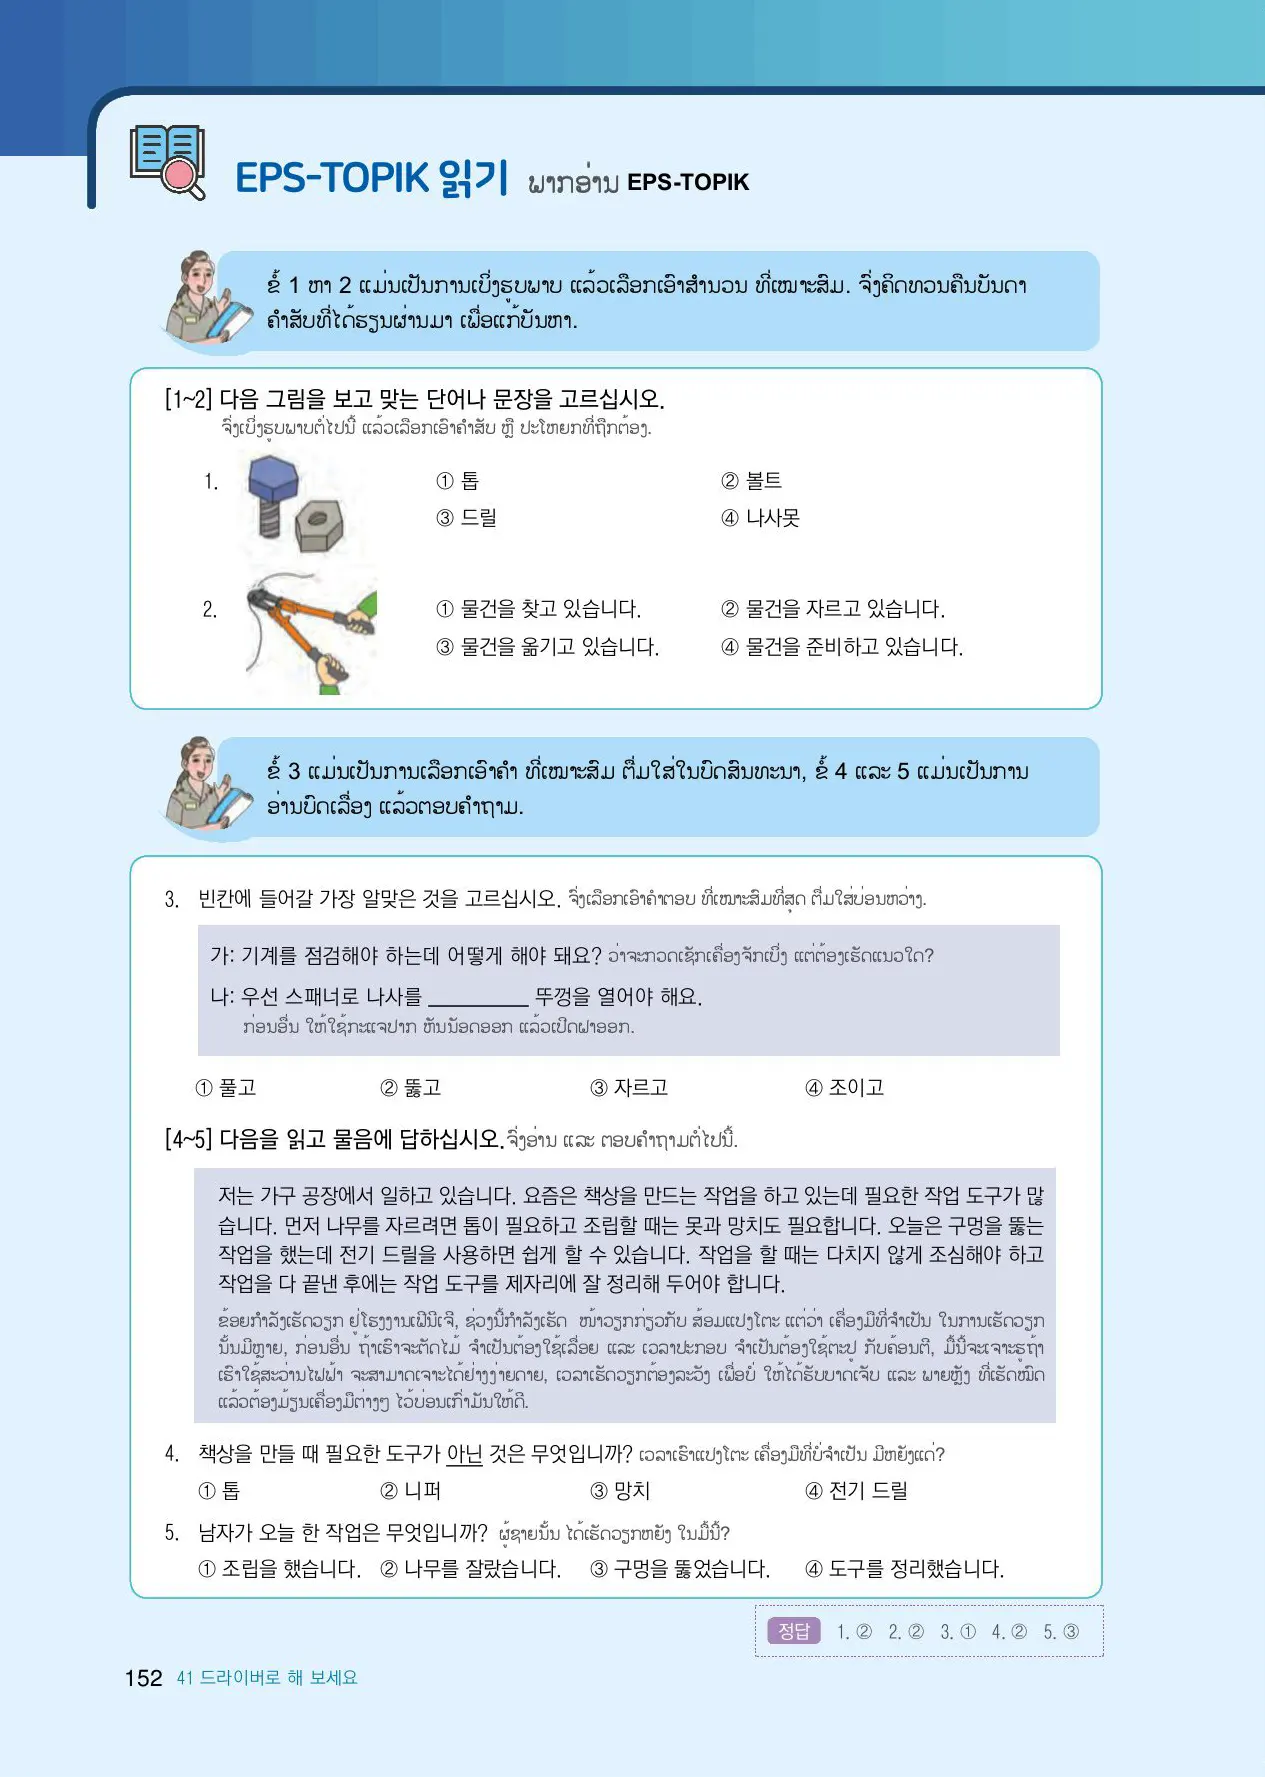 EPS-TOPIK 읽기 ພາກອ່ານ EPS-TOPIK
ຂໍ້ 1 ຫາ 2 ແມ່ນເປັນການເບິ່ງຮູບພາບ ແລ້ວເລືອກເອົາສຳນວນ ທີ່ເໝາະສົມ. ຈົ່ງຄິດທວນຄືນບັນດາ
ຄຳສັບທີ່ໄດ້ຮຽນຜ່ານມາ ເພື່ອແກ້ບັນຫາ.
[1~2] 다음 그림을 보고 맞는 단어나 문장을 고르십시오.
ຈົ່ງເບິ່ງຮູບພາບຕໍ່ໄປນີ້ ແລ້ວເລືອກເອົາຄຳສັບ ຫຼື ປະໂຫຍກທີ່ຖືກຕ້ອງ.
1. ① 톱 ② 볼트
③ 드릴 ④ 나사못
2. ① 물건을 찾고 있습니다. ② 물건을 자르고 있습니다.
③ 물건을 옮기고 있습니다. ④ 물건을 준비하고 있습니다.
ຂໍ້ 3 ແມ່ນເປັນການເລືອກເອົາຄຳ ທີ່ເໝາະສົມ ຕື່ມໃສ່ໃນບົດສົນທະນາ, ຂໍ້ 4 ແລະ 5 ແມ່ນເປັນການ
ອ່ານບົດເລື່ອງ ແລ້ວຕອບຄຳຖາມ.
3. 빈칸에 들어갈 가장 알맞은 것을 고르십시오. ຈົ່ງເລືອກເອົາຄຳຕອບ ທີ່ເໝາະສົມທີ່ສຸດ ຕື່ມໃສ່ບ່ອນຫວ່າງ.
가: 기계를 점검해야 하는데 어떻게 해야 돼요? ວ່າຈະກວດເຊັກເຄື່ອງຈັກເບິ່ງ ແຕ່ຕ້ອງເຮັດແນວໃດ?
나: 우선 스패너로 나사를 __________ 뚜껑을 열어야 해요.
ກ່ອນອື່ນ ໃຫ້ໃຊ້ກະແຈປາກ ຫັນນັອດອອກ ແລ້ວເປີດຝາອອກ.
① 풀고 ② 뚫고 ③ 자르고 ④ 조이고
[4~5] 다음을 읽고 물음에 답하십시오. ຈົ່ງອ່ານ ແລະ ຕອບຄຳຖາມຕໍ່ໄປນີ້.
저는 가구 공장에서 일하고 있습니다. 요즘은 책상을 만드는 작업을 하고 있는데 필요한 작업 도구가 많
습니다. 먼저 나무를 자르려면 톱이 필요하고 조립할 때는 못과 망치도 필요합니다. 오늘은 구멍을 뚫는
작업을 했는데 전기 드릴을 사용하면 쉽게 할 수 있습니다. 작업을 할 때는 다치지 않게 조심해야 하고
작업을 다 끝낸 후에는 작업 도구를 제자리에 잘 정리해 두어야 합니다.
ຂ້ອຍກຳລັງເຮັດວຽກ ຢູ່ໂຮງງານເຟີນີເຈີ, ຊ່ວງນີ້ກຳລັງເຮັດ ໜ້າວຽກກ່ຽວກັບ ສ້ອມແປງໂຕະ ແຕ່ວ່າ ເຄື່ອງມືທີ່ຈຳເປັນ ໃນການເຮັດວຽກ
ນັ້ນມີຫຼາຍ, ກ່ອນອື່ນ ຖ້າເຮົາຈະຕັດໄມ້ ຈຳເປັນຕ້ອງໃຊ້ເລື່ອຍ ແລະ ເວລາປະກອບ ຈຳເປັນຕ້ອງໃຊ້ຕະປູ ກັບຄ້ອນຕີ, ມື້ນີ້ຈະເຈາະຮູຖ້າ
ເຮົາໃຊ້ສະວ່ານໄຟຟ້າ ຈະສາມາດເຈາະໄດ້ຢ່າງງ່າຍດາຍ, ເວລາເຮັດວຽກຕ້ອງລະວັງ ເພື່ອບໍ່ ໃຫ້ໄດ້ຮັບບາດເຈັບ ແລະ ພາຍຫຼັງ ທີ່ເຮັດໝົດ
ແລ້ວຕ້ອງມ້ຽນເຄື່ອງມືຕ່າງໆ ໄວ້ບ່ອນເກົ່າມັນໃຫ້ດີ.
4. 책상을 만들 때 필요한 도구가 아닌 것은 무엇입니까? ເວລາເຮົາແປງໂຕະ ເຄື່ອງມືທີ່ບໍ່ຈຳເປັນ ມີຫຍັງແດ່?
① 톱 ② 니퍼 ③ 망치 ④ 전기 드릴
5. 남자가 오늘 한 작업은 무엇입니까? ຜູ້ຊາຍນັ້ນ ໄດ້ເຮັດວຽກຫຍັງ ໃນມື້ນີ້?
① 조립을 했습니다. ② 나무를 잘랐습니다. ③ 구멍을 뚫었습니다. ④ 도구를 정리했습니다.
정답 1. ② 2. ② 3. ① 4. ② 5. ③
152 41 드라이버로 해 보세요